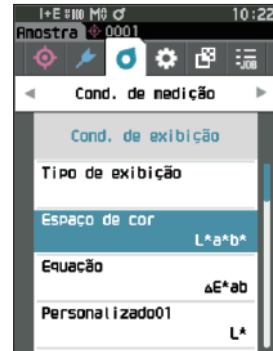 I+E M0 10:22
Amostra 0001
JOB
Cond. de medição
Cond. de exibição
Tipo de exibição
Espaço de cor
L*a*b*
Equação
ΔE*ab
Personalizado01
L*